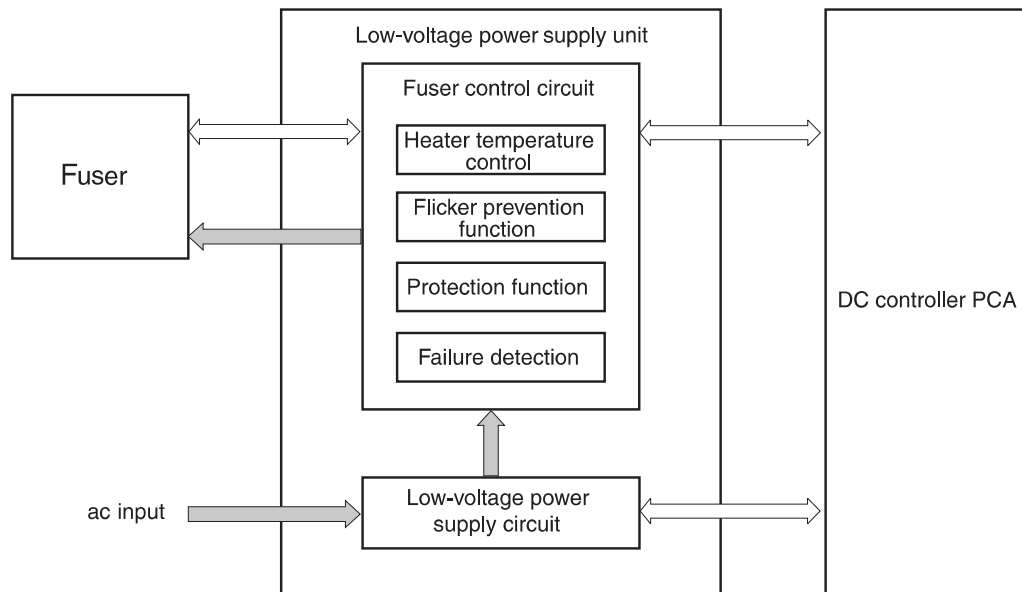 Low-voltage power supply unit
Fuser control circuit
Heater temperature
control
Fuser
Flicker prevention
function
Protection function
DC controller PCA
Failure detection
Low-voltage power
supply circuit
ac input